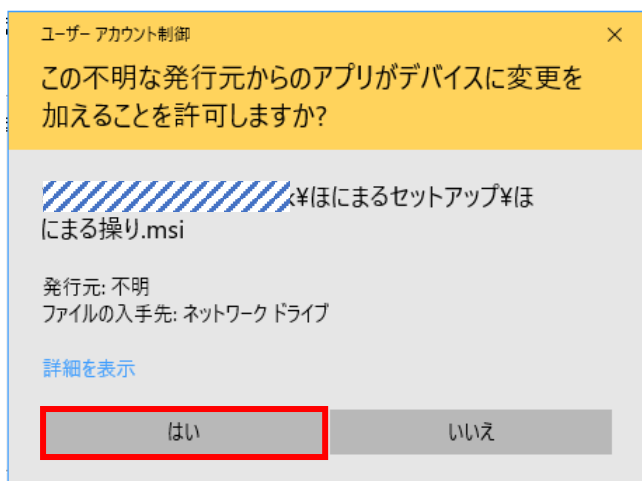 ユーザー アカウント制御
この不明な発行元からのアプリがデバイスに変更を
加えることを許可しますか?
¥ほにまるセットアップ¥ほ
にまる操り.msi
発行元: 不明
ファイルの入手先: ネットワーク ドライブ
詳細を表示
はい
いいえ